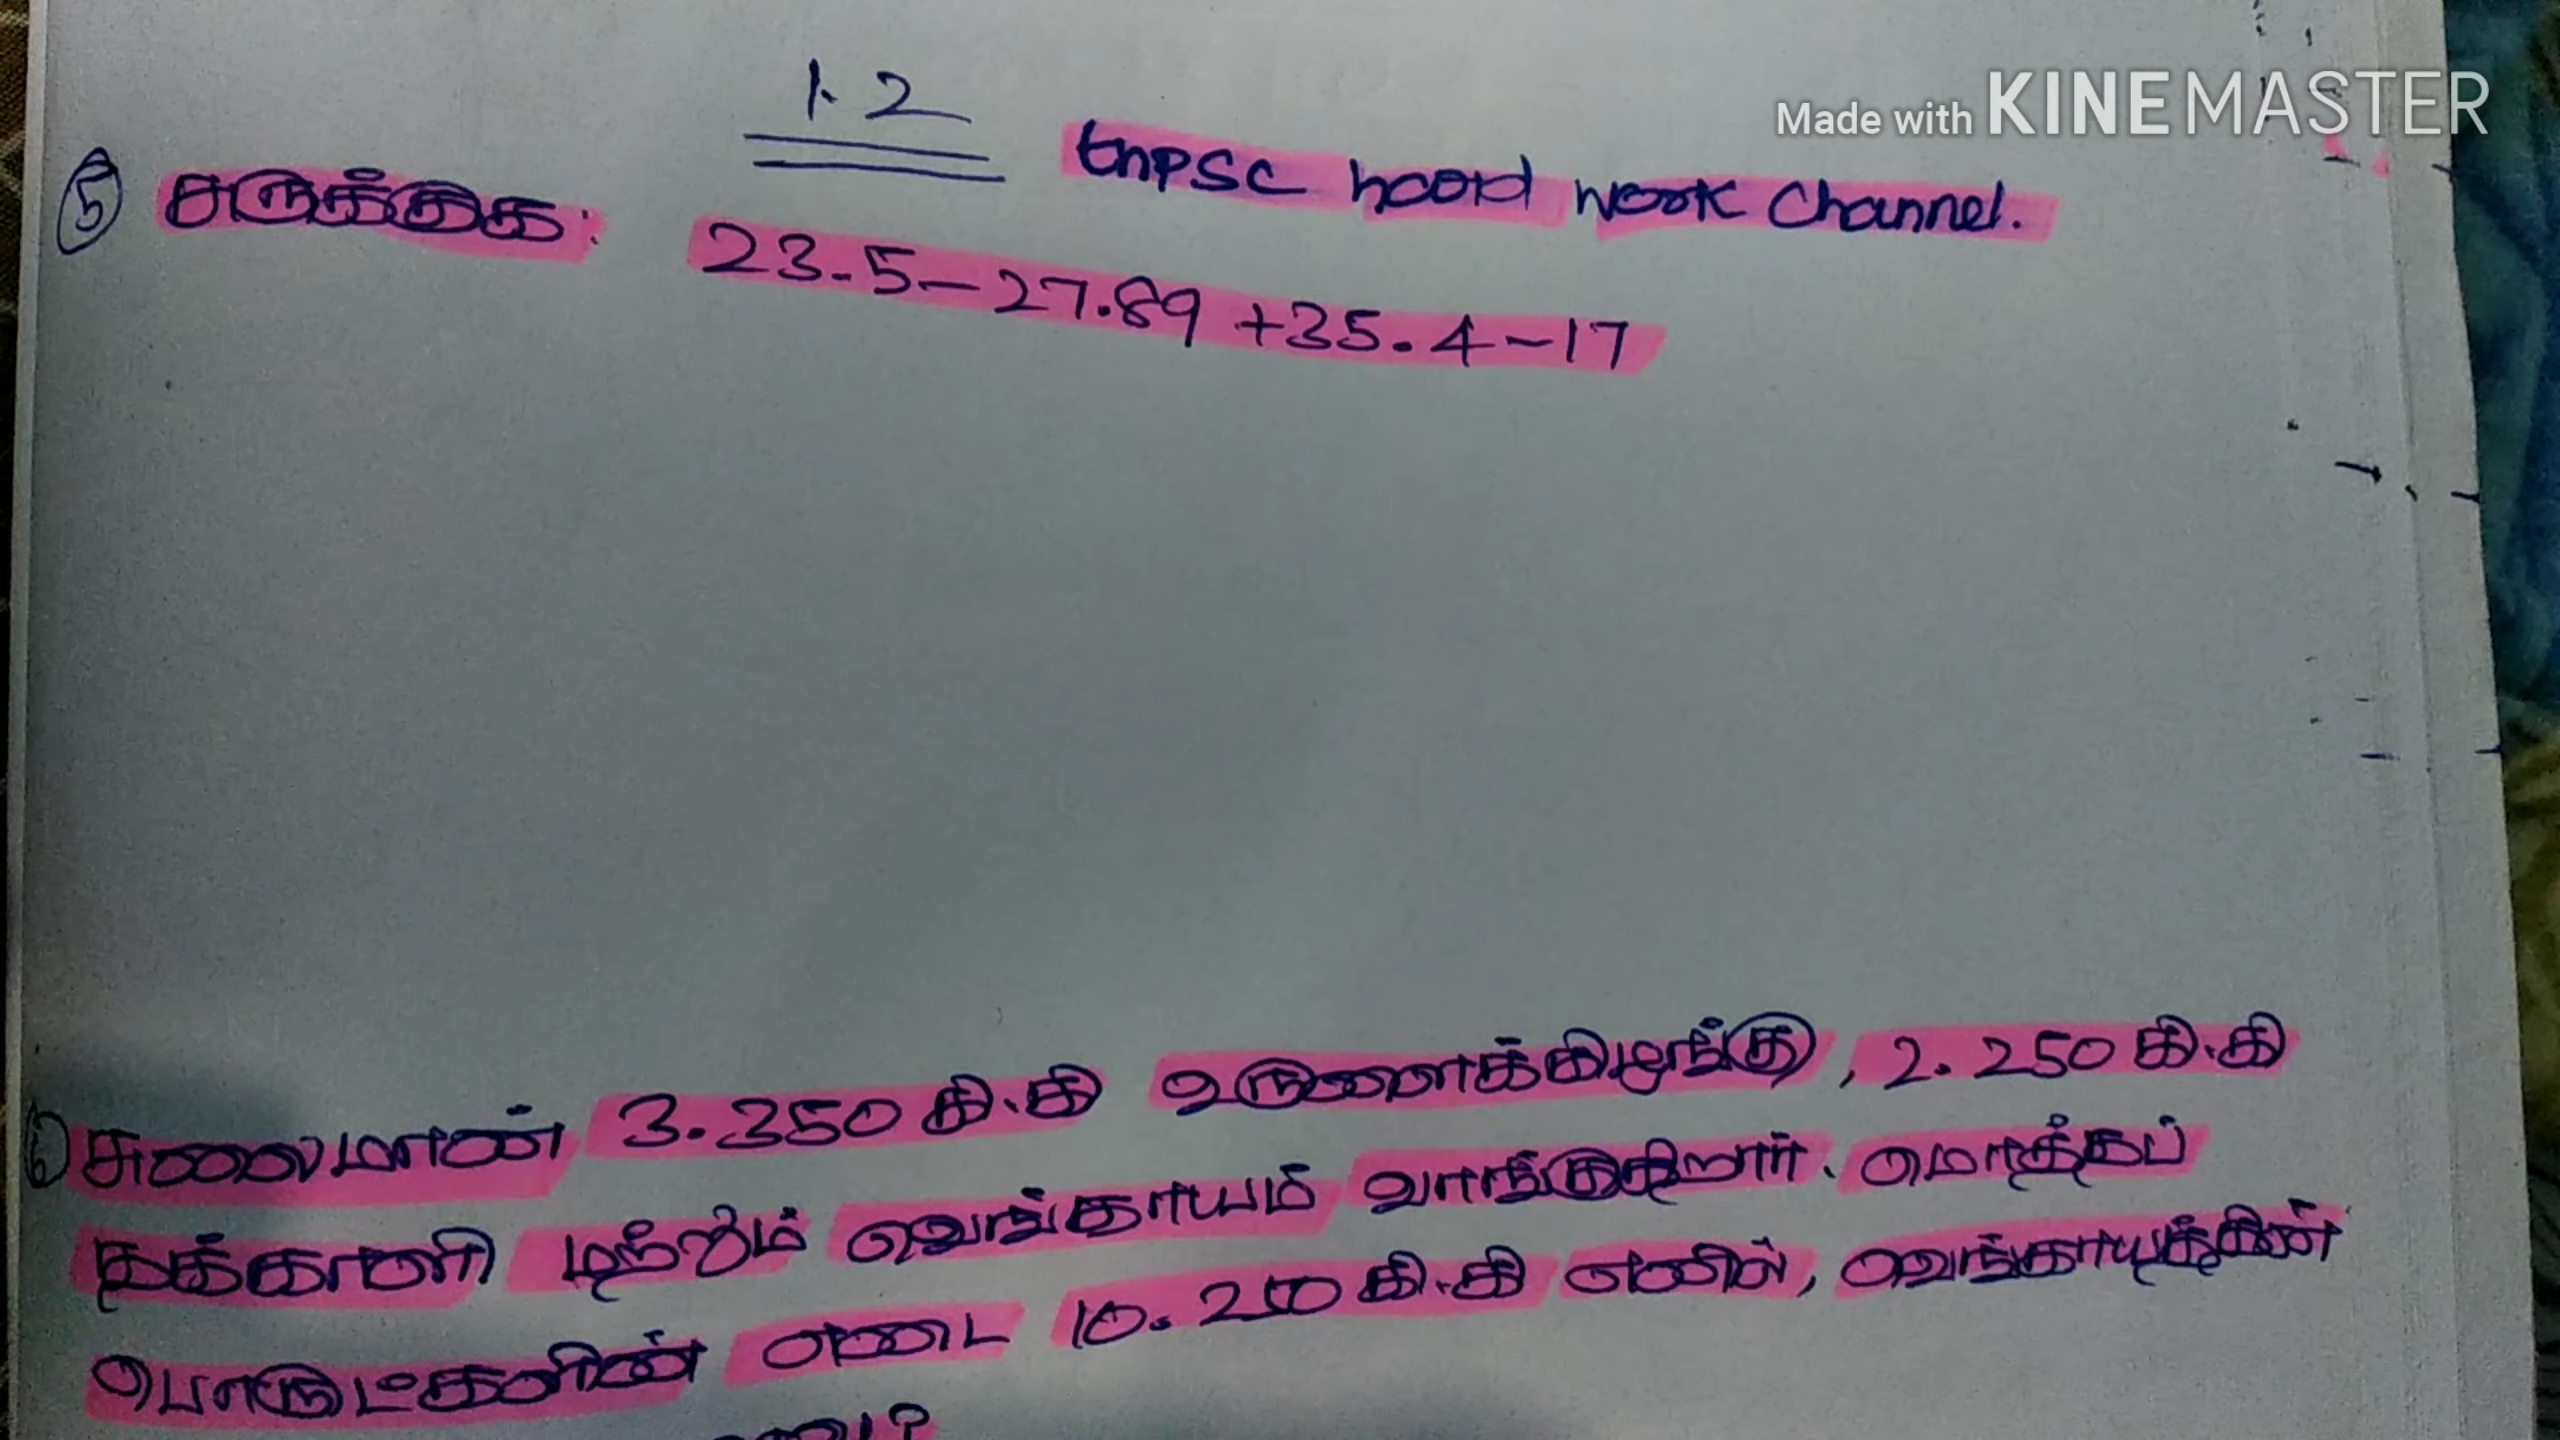 Made with KINEMASTER
1.2
tnpsc hard work Channel.
5 சுருக்குக: 23.5-27.89+35.4-17
6) சுலைமான் 3.350 கி.கி உருளைக்கிழங்கு, 2.250 கி.கி
தக்காளி மற்றும் வெங்காயம் வாங்குகிறார். மொத்தப்
பொருட்களின் எடை 10.250 கி.கி எனில், வெங்காயத்தின்